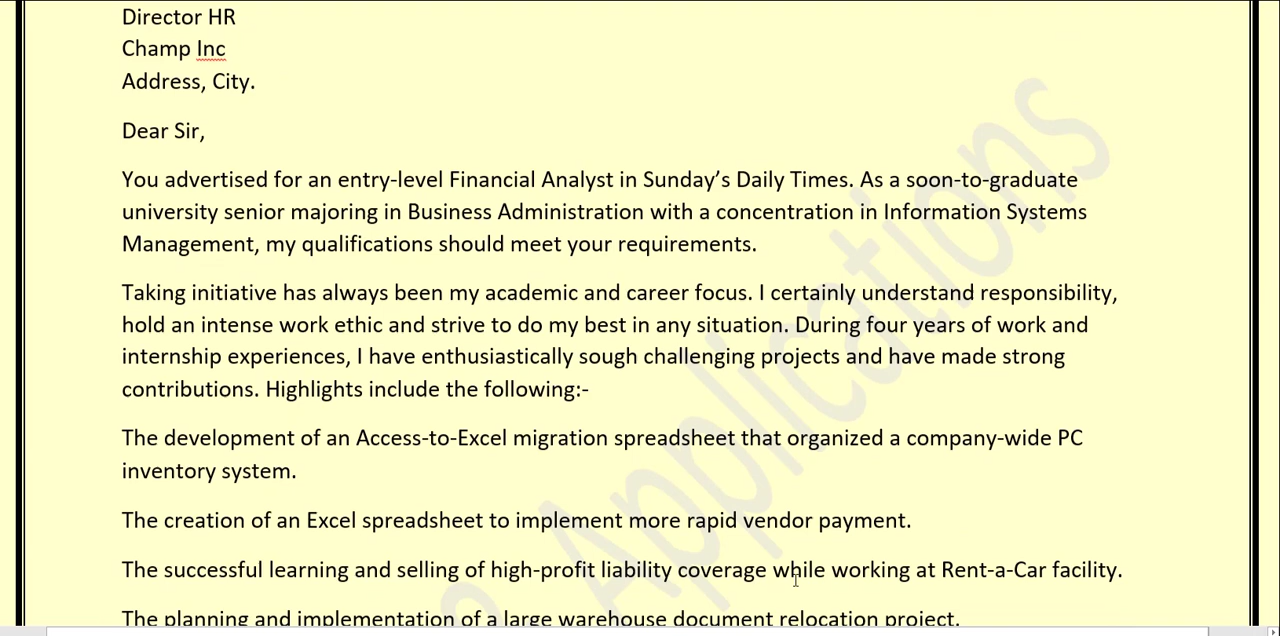 Director HR
Champ Inc
Address, City.
Dear Sir,
You advertised for an entry-level Financial Analyst in Sunday’s Daily Times. As a soon-to-graduate
university senior majoring in Business Administration with a concentration in Information Systems
Management, my qualifications should meet your requirements.
Taking initiative has always been my academic and career focus. I certainly understand responsibility,
hold an intense work ethic and strive to do my best in any situation. During four years of work and
internship experiences, I have enthusiastically sough challenging projects and have made strong
contributions. Highlights include the following:-
The development of an Access-to-Excel migration spreadsheet that organized a company-wide PC
inventory system.
The creation of an Excel spreadsheet to implement more rapid vendor payment.
The successful learning and selling of high-profit liability coverage while working at Rent-a-Car facility.
The planning and implementation of a large warehouse document relocation project.
Applications